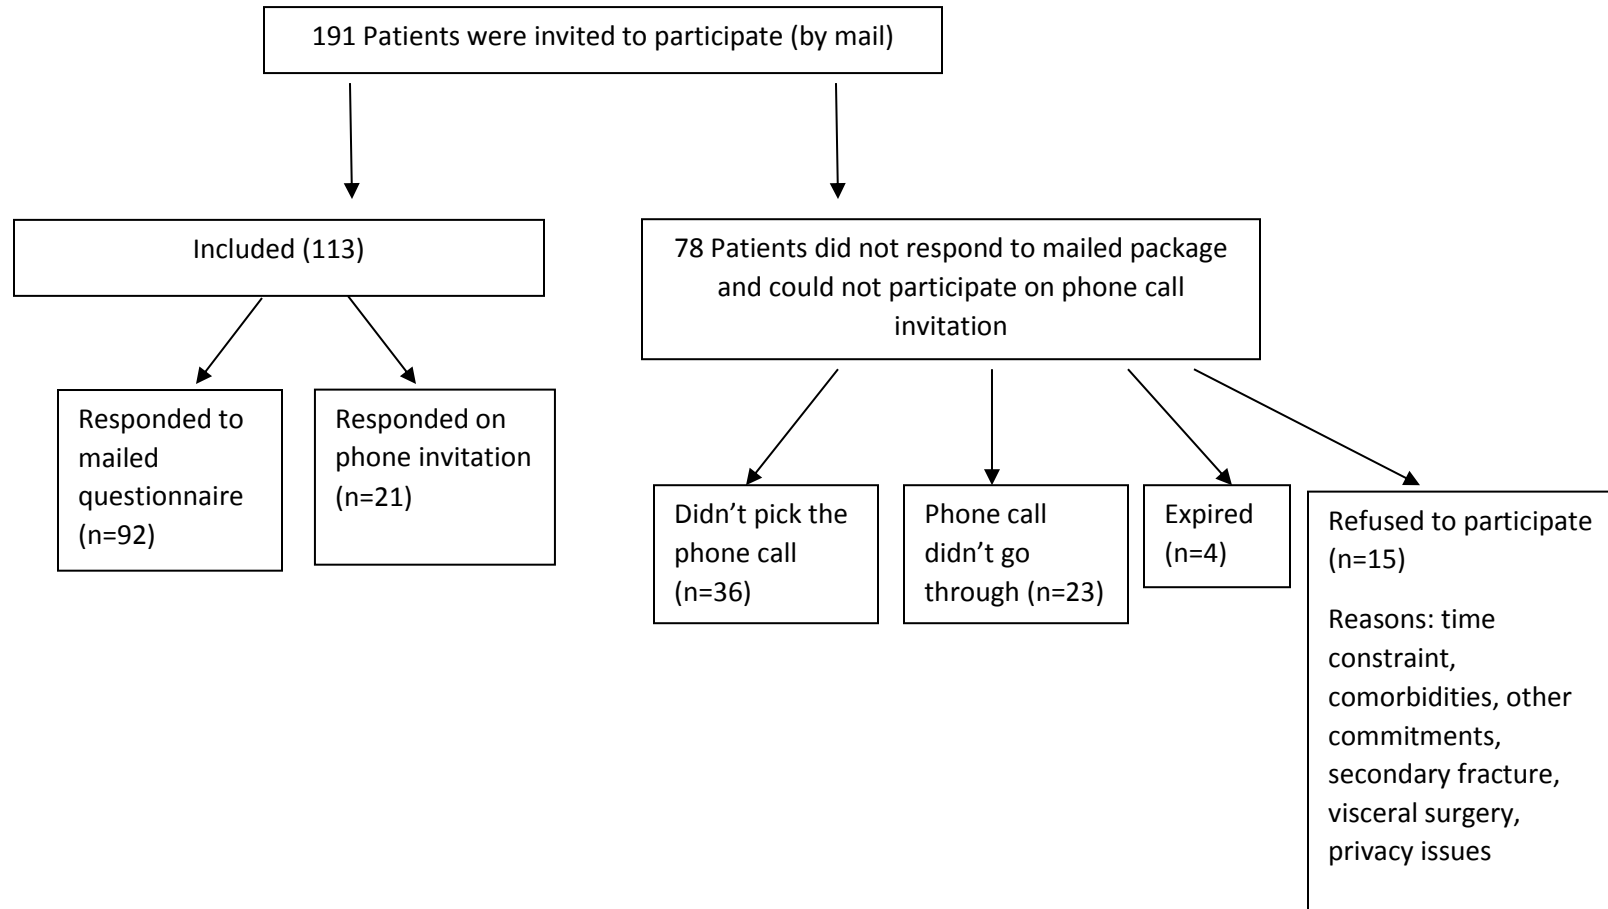 191 Patients were invited to participate (by mail)
Included (113)
78 Patients did not respond to mailed package
and could not participate on phone call
invitation
Responded to
mailed
questionnaire
(n=92)
Responded on
phone invitation
(n=21)
Didn’t pick the
phone call
(n=36)
Phone call
didn’t go
through (n=23)
Expired
(n=4)
Refused to participate
(n=15)
Reasons: time
constraint,
comorbidities, other
commitments,
secondary fracture,
visceral surgery,
privacy issues